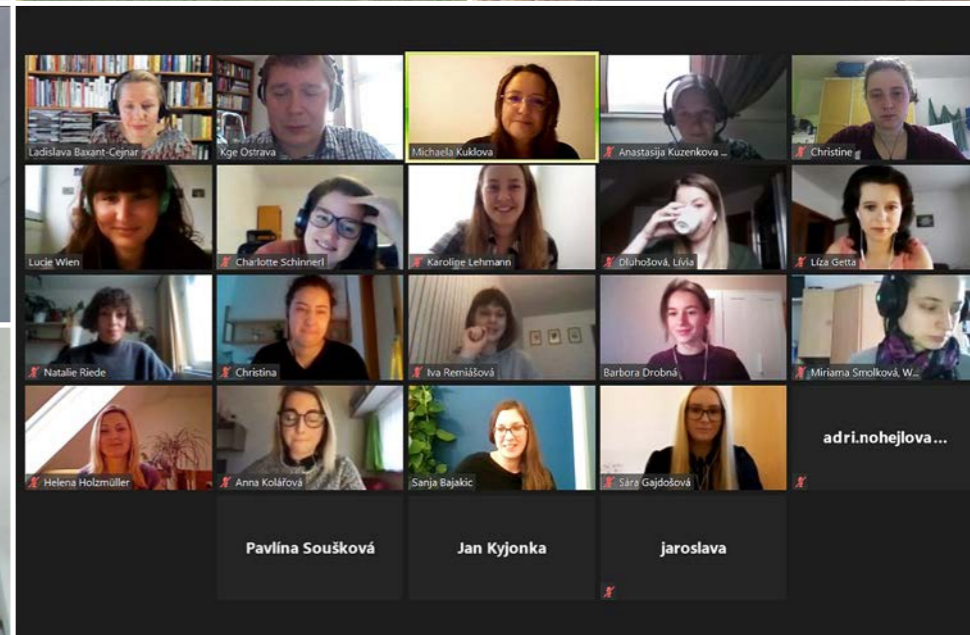 Ladislava Baxant-Cejnar
Kge Ostrava
Michaela Kuklova
Anastasija Kuzenkova ...
Christine
Lucie Wien
Charlotte Schinnerl
Karoline Lehmann
Dluhošová, Lívia
Líza Getta
Natalie Riede
Christina
Iva Remiášová
Barbora Drobná
Miriama Smolková, W...
Helena Holzmüller
Anna Kolářová
Sanja Bajakic
Sára Gajdošová
adri.nohejlova...
Pavlína Soušková
Jan Kyjonka
jaroslava